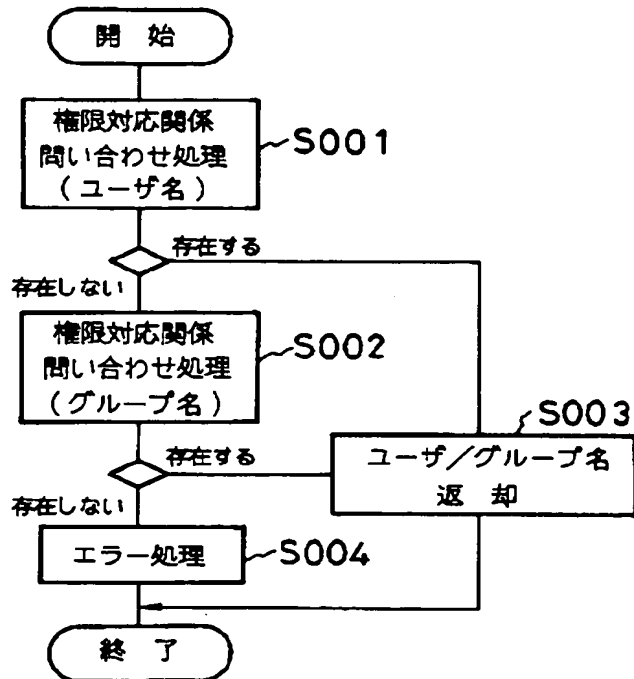 開 始
権限対応関係
問い合わせ処理
(ユーザ名)
S001
存在する
存在しない
権限対応関係
問い合わせ処理
(グループ名)
S002
S003
ユーザ/グループ名
返 却
存在する
存在しない
エラー処理
S004
終 了